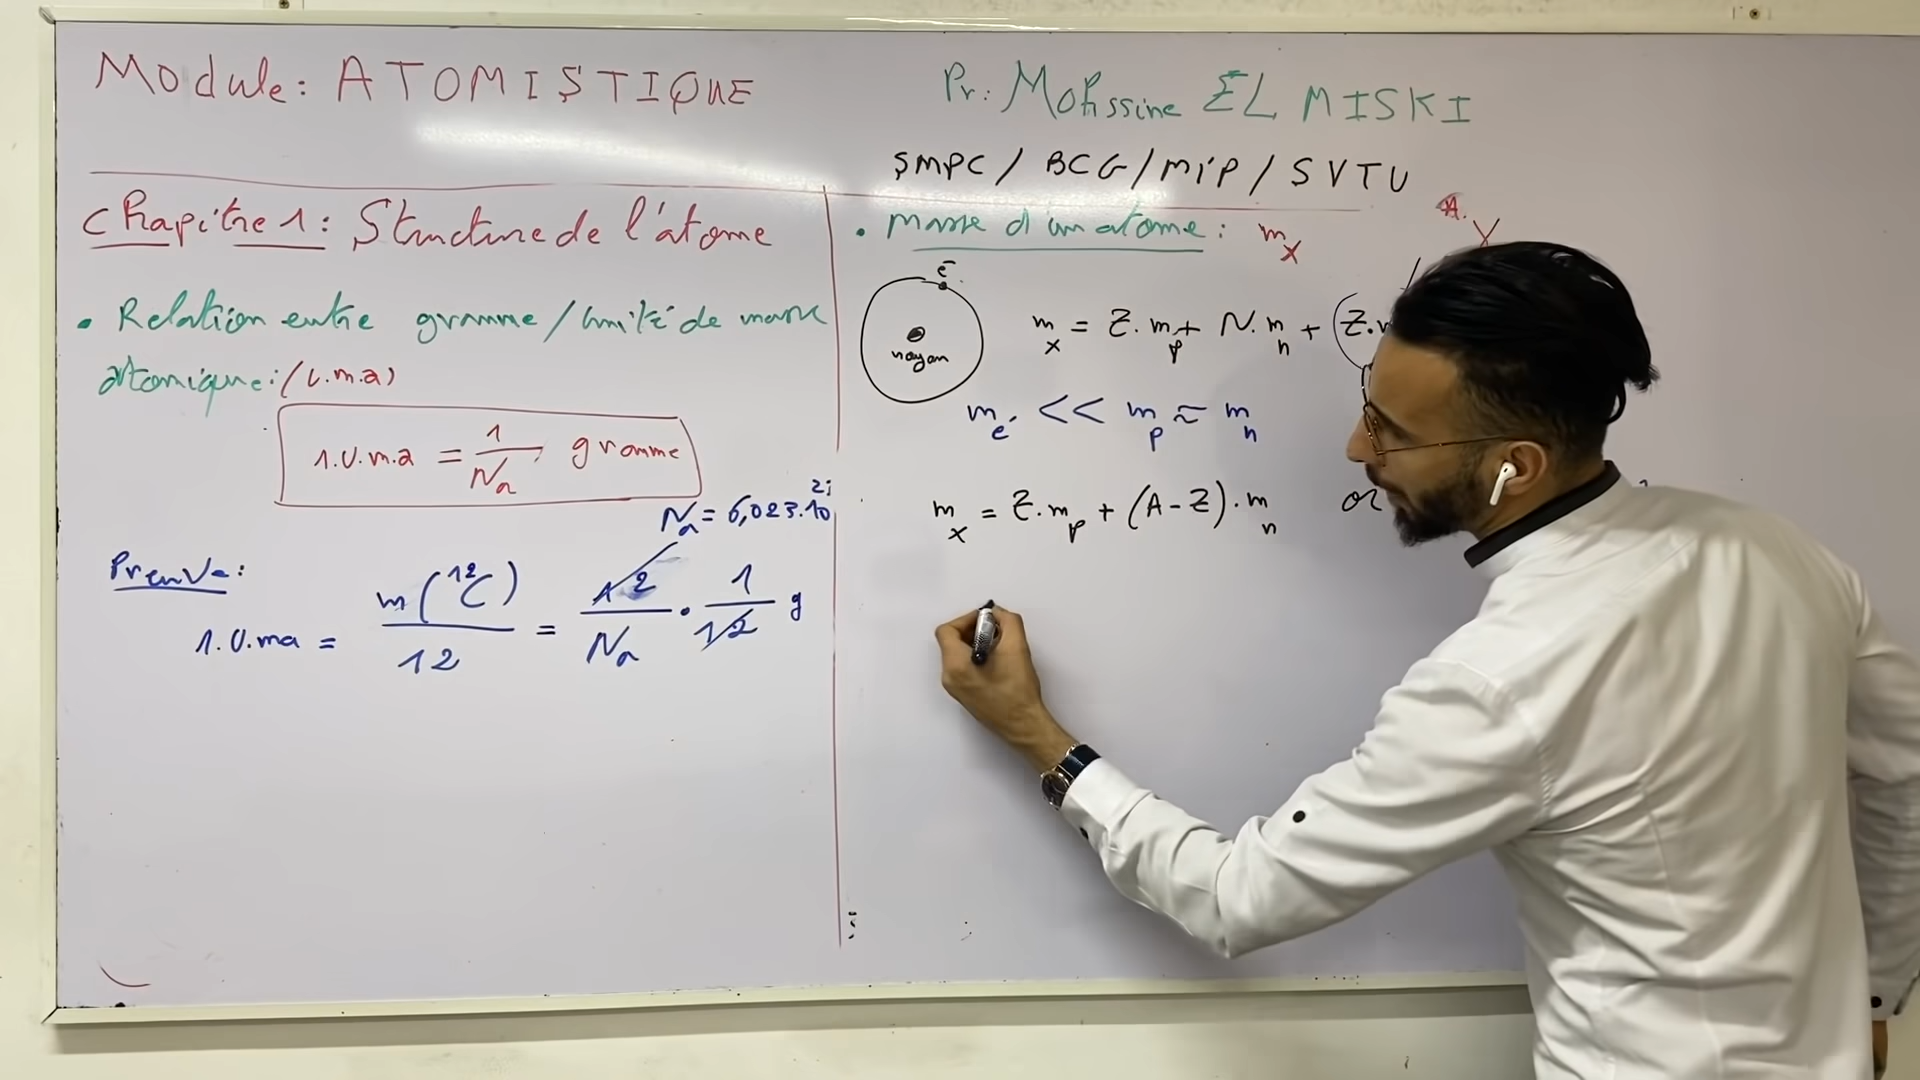 Module: ATOMISTIQUE
Pr: Mohssine EL MISKI
SMPC / BCG / MIP / SVTU
Chapitre 1: Structure de l'atome
• Relation entre gramme / unité de masse
atomique: (U.m.a)
1.U.m.a = 1/Na gramme
Na = 6,023.10²³
Preuve:
1.U.ma = m(¹²C)/12 = 12/Na • 1/12 g
• Masse d'un atome: mx
A
X
e⁻
noyau
mx = Z.mp + N.mn + (Z.
me⁻ << mp ≈ mn
mx = Z.mp + (A-Z).mn or